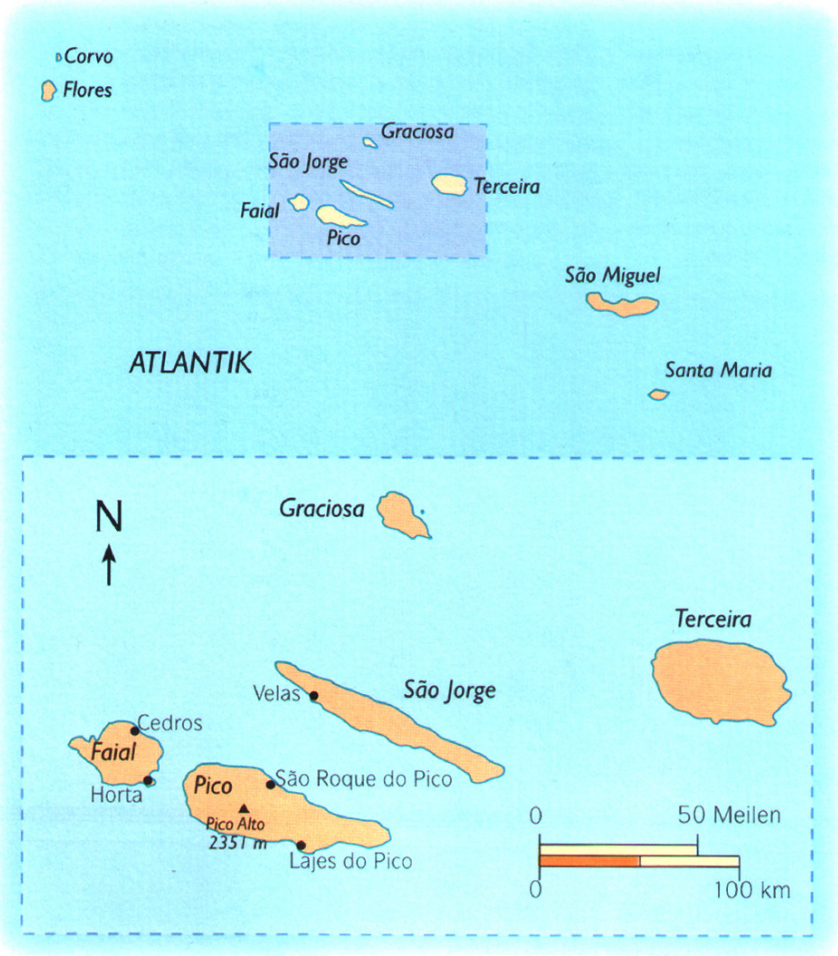 Corvo
Flores
Graciosa
São Jorge
Terceira
Faial
Pico
São Miguel
ATLANTIK
Santa Maria
N
Graciosa
Terceira
Velas
São Jorge
Cedros
Faial
Horta
Pico
São Roque do Pico
Pico Alto
2351 m
Lajes do Pico
0 50 Meilen
0 100 km